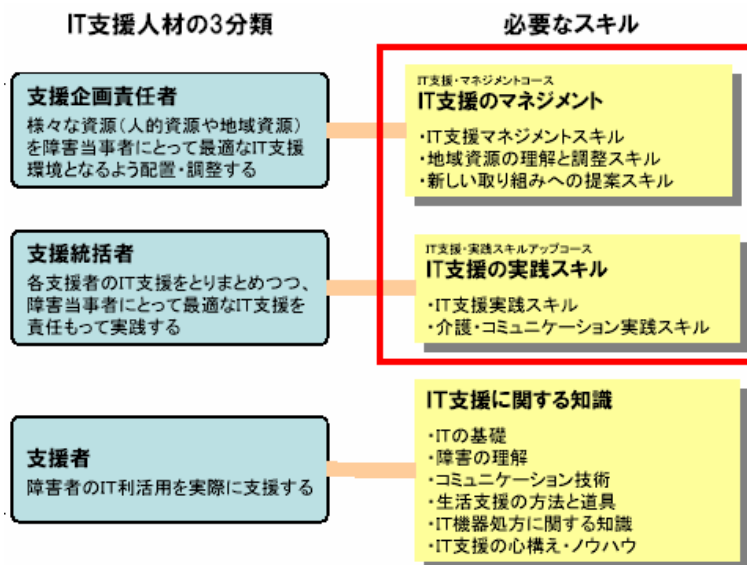 IT支援人材の3分類
必要なスキル
支援企画責任者
様々な資源(人的資源や地域資源)
を障害当事者にとって最適なIT支援
環境となるよう配置・調整する
IT支援・マネジメントコース
IT支援のマネジメント
・IT支援マネジメントスキル
・地域資源の理解と調整スキル
・新しい取り組みへの提案スキル
支援統括者
各支援者のIT支援をとりまとめつつ、
障害当事者にとって最適なIT支援を
責任もって実践する
IT支援・実践スキルアップコース
IT支援の実践スキル
・IT支援実践スキル
・介護・コミュニケーション実践スキル
支援者
障害者のIT利活用を実際に支援する
IT支援に関する知識
・ITの基礎
・障害の理解
・コミュニケーション技術
・生活支援の方法と道具
・IT機器処方に関する知識
・IT支援の心構え・ノウハウ